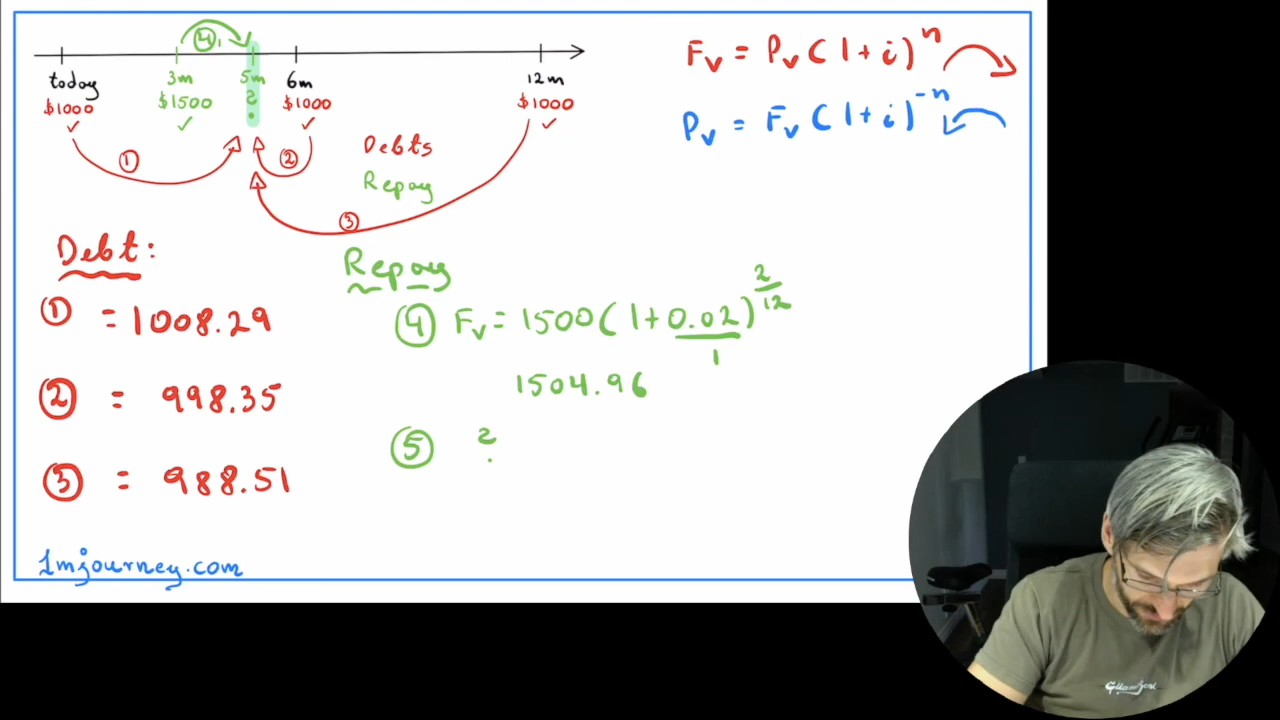 4
today 3m 5m 6m 12m
$1000 $1500 ? $1000 $1000
1 2 Debts
Repay
3
Fv = Pv (1+i)^n
Pv = Fv (1+i)^-n
Debt:
1 = 1008.29
2 = 998.35
3 = 988.51
Repay
4 Fv = 1500 (1 + 0.02/1)^2/12
1504.96
5 ?
1mjourney.com